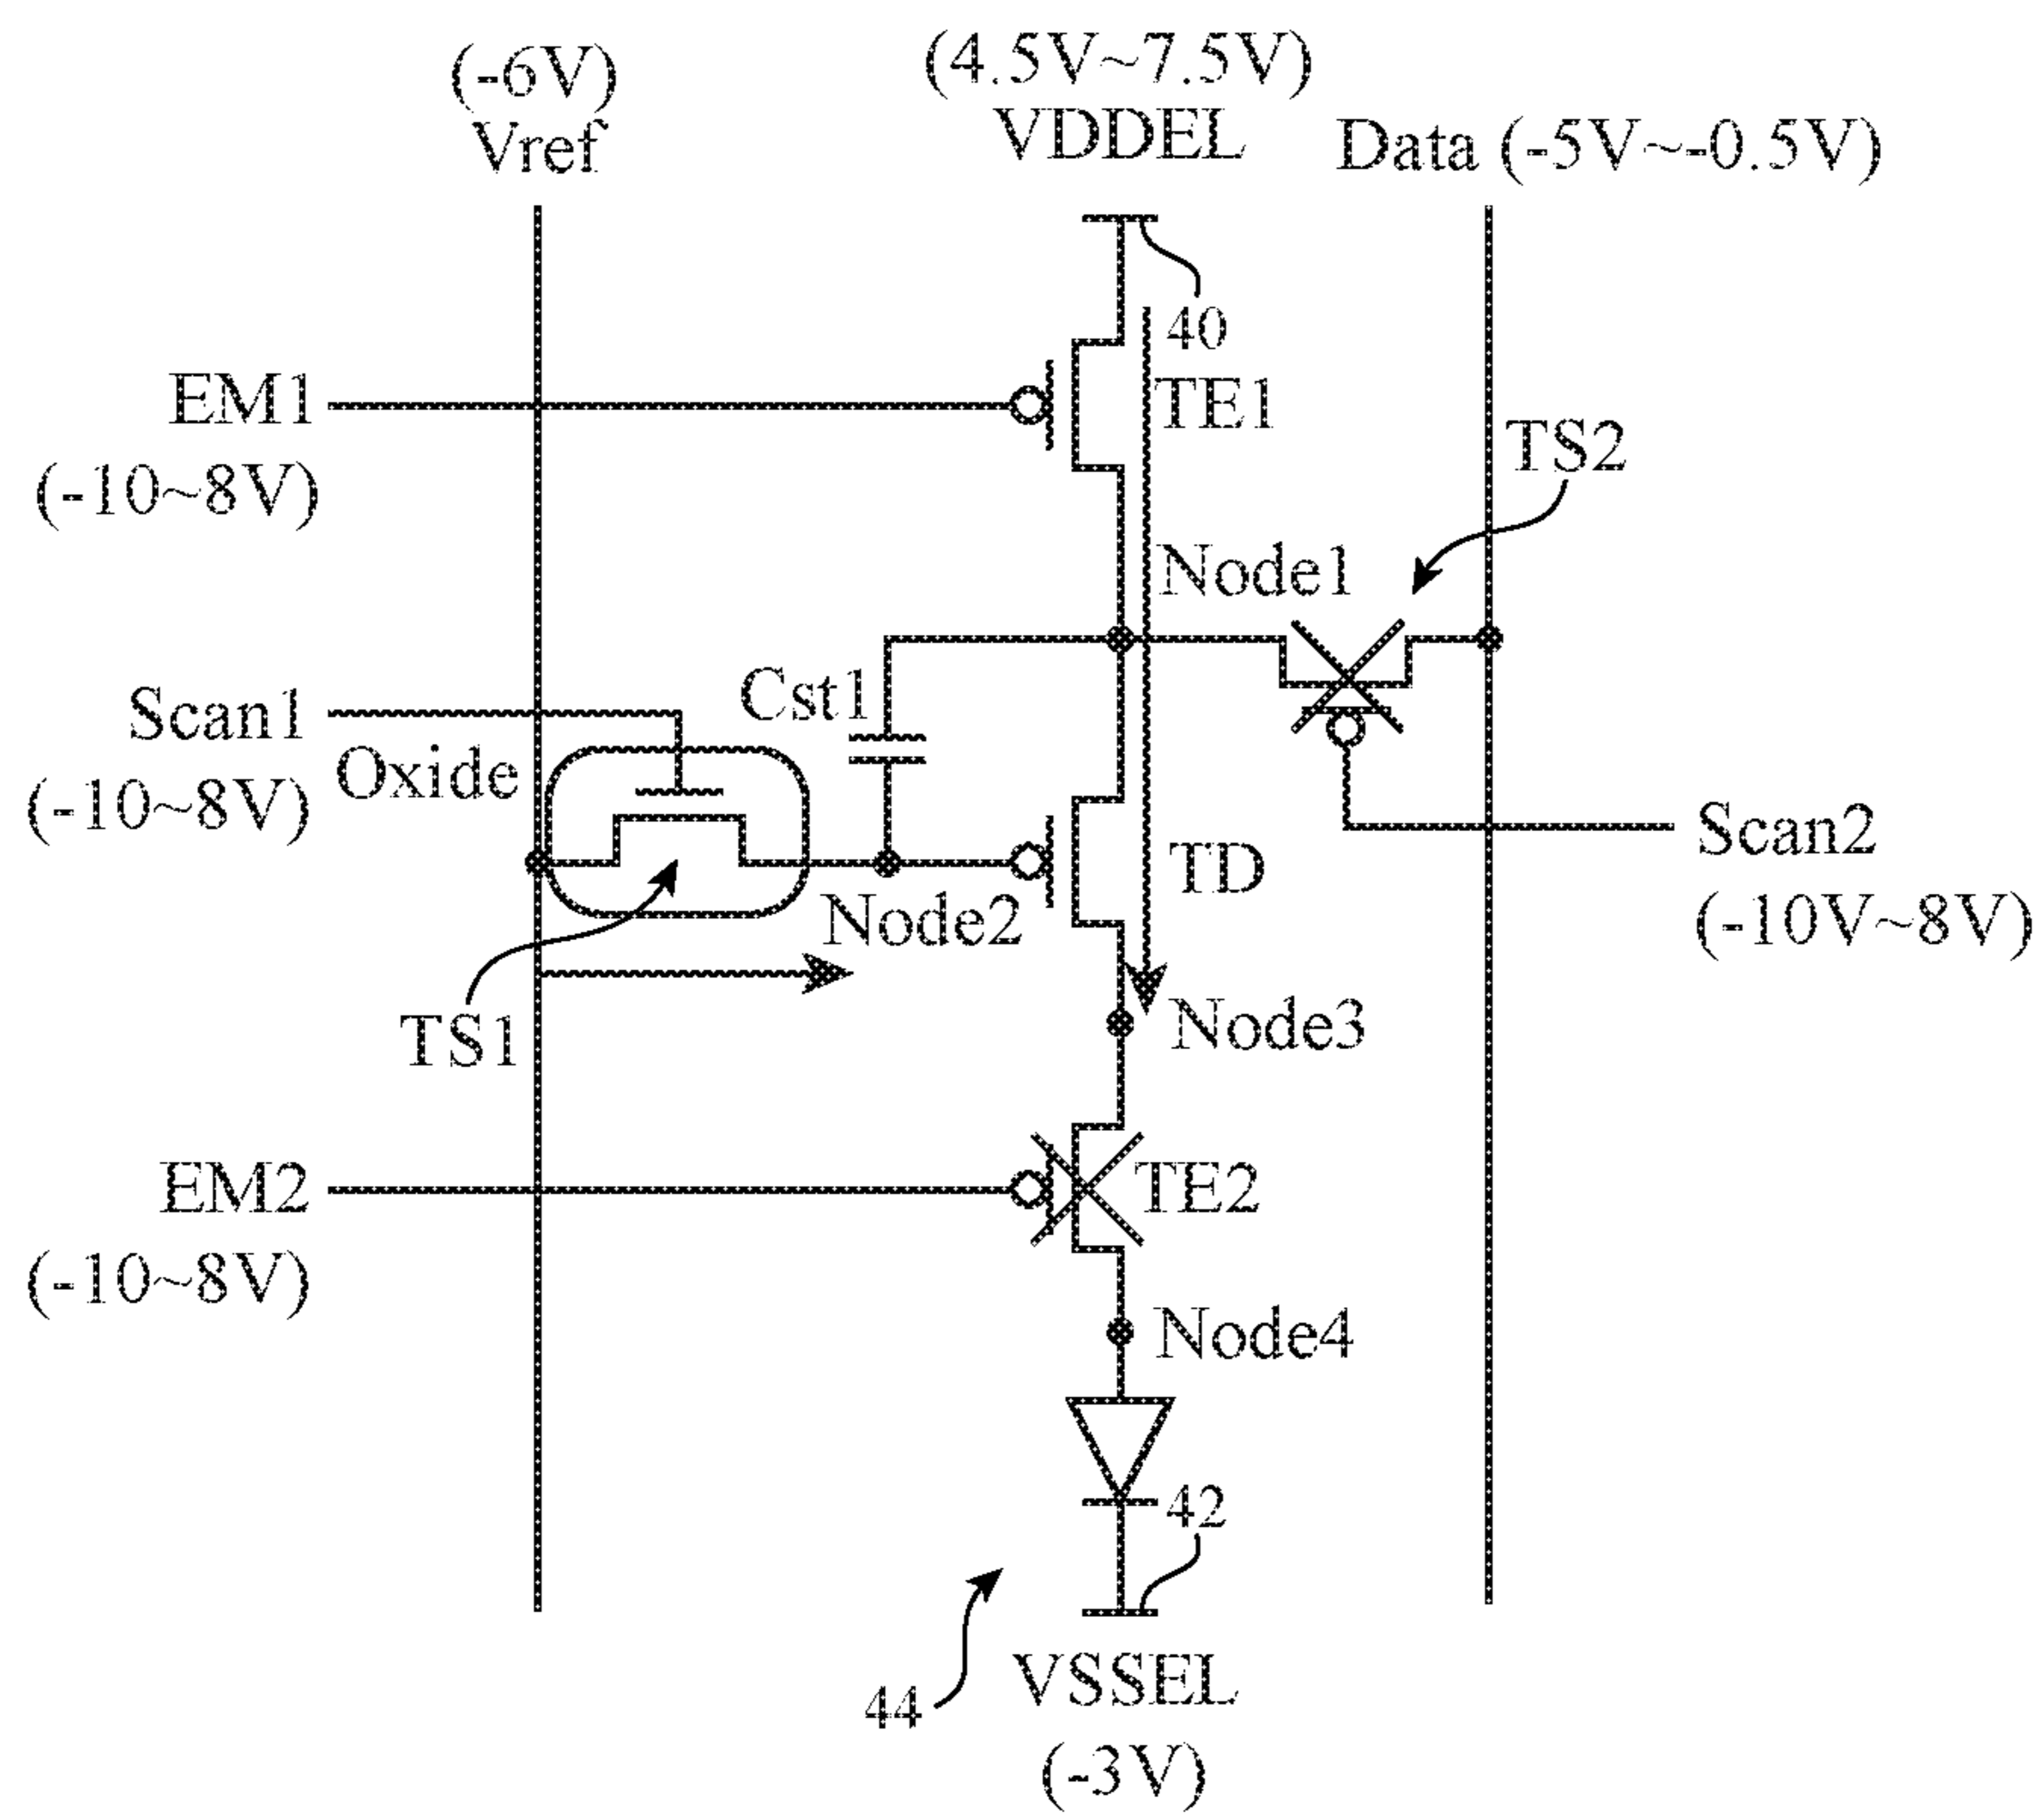 (-6V)
Vref
(4.5V~7.5V)
VDDEL
Data (-5V~-0.5V)
40
EM1
(-10~8V)
TE1
TS2
Node1
Scan1
(-10~8V)
Oxide
Cst1
TD
Scan2
(-10V~8V)
Node2
TS1
Node3
EM2
(-10~8V)
TE2
Node4
42
44
VSSEL
(-3V)